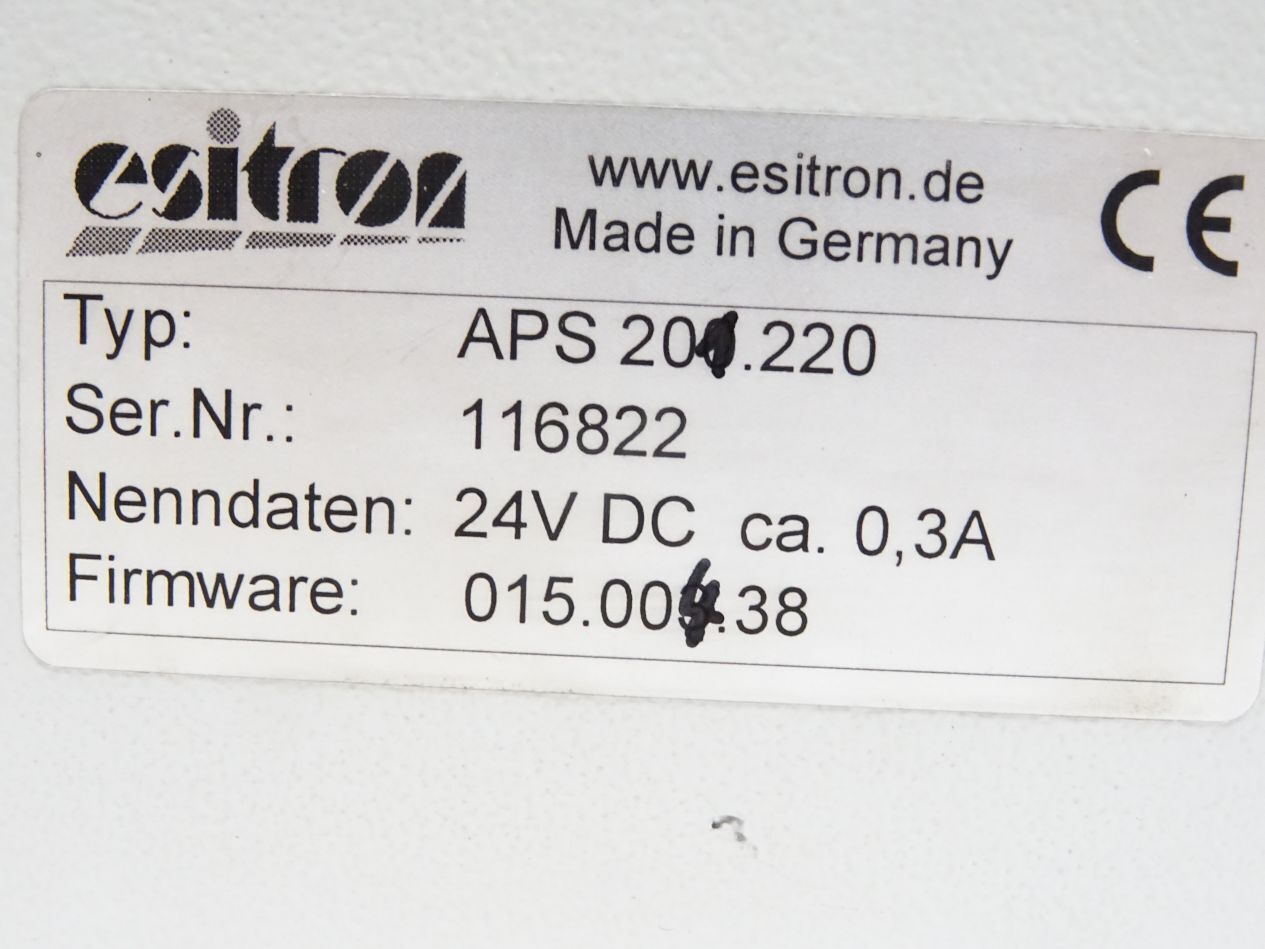 esitron
www.esitron.de
Made in Germany
CE
Typ: APS 201.220
Ser.Nr.: 116822
Nenndaten: 24V DC ca. 0,3A
Firmware: 015.004.38